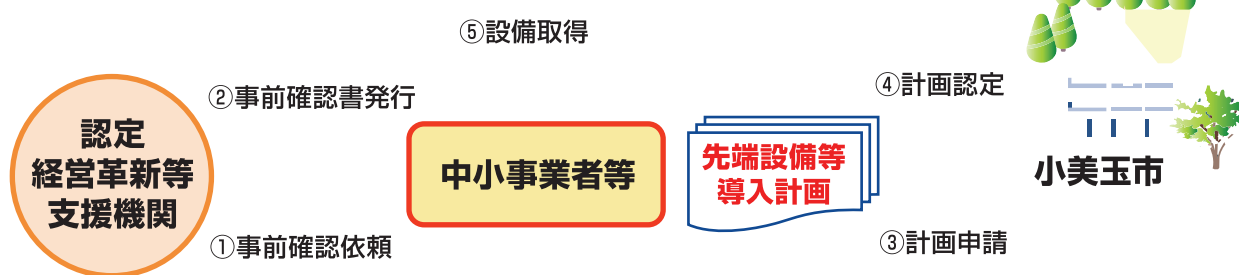 ⑤設備取得
②事前確認書発行
④計画認定
認定
経営革新等
支援機関
中小事業者等
先端設備等
導入計画
小美玉市
①事前確認依頼
③計画申請